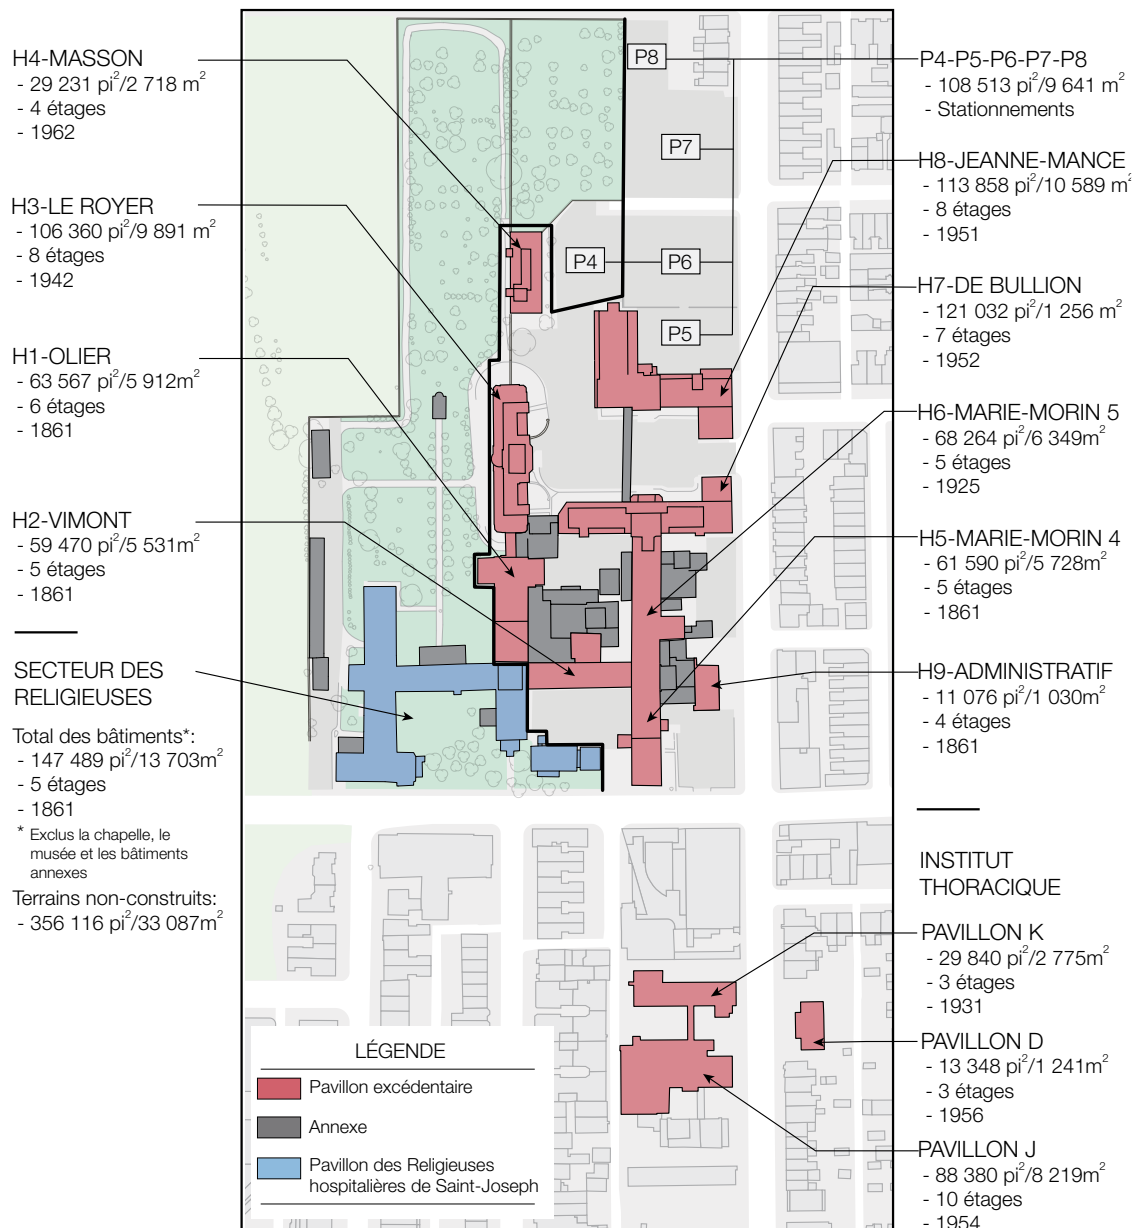 H4-MASSON
- 29 231 pi²/2 718 m²
- 4 étages
- 1962
H3-LE ROYER
- 106 360 pi²/9 891 m²
- 8 étages
- 1942
H1-OLIER
- 63 567 pi²/5 912m²
- 6 étages
- 1861
H2-VIMONT
- 59 470 pi²/5 531m²
- 5 étages
- 1861
SECTEUR DES
RELIGIEUSES
Total des bâtiments*:
- 147 489 pi²/13 703m²
- 5 étages
- 1861
* Exclus la chapelle, le
musée et les bâtiments
annexes
Terrains non-construits:
- 356 116 pi²/33 087m²
P8
P7
P4
P6
P5
LÉGENDE
Pavillon excédentaire
Annexe
Pavillon des Religieuses
hospitalières de Saint-Joseph
P4-P5-P6-P7-P8
- 108 513 pi²/9 641 m²
- Stationnements
H8-JEANNE-MANCE
- 113 858 pi²/10 589 m²
- 8 étages
- 1951
H7-DE BULLION
- 121 032 pi²/1 256 m²
- 7 étages
- 1952
H6-MARIE-MORIN 5
- 68 264 pi²/6 349m²
- 5 étages
- 1925
H5-MARIE-MORIN 4
- 61 590 pi²/5 728m²
- 5 étages
- 1861
H9-ADMINISTRATIF
- 11 076 pi²/1 030m²
- 4 étages
- 1861
INSTITUT
THORACIQUE
PAVILLON K
- 29 840 pi²/2 775m²
- 3 étages
- 1931
PAVILLON D
- 13 348 pi²/1 241m²
- 3 étages
- 1956
PAVILLON J
- 88 380 pi²/8 219m²
- 10 étages
- 1954